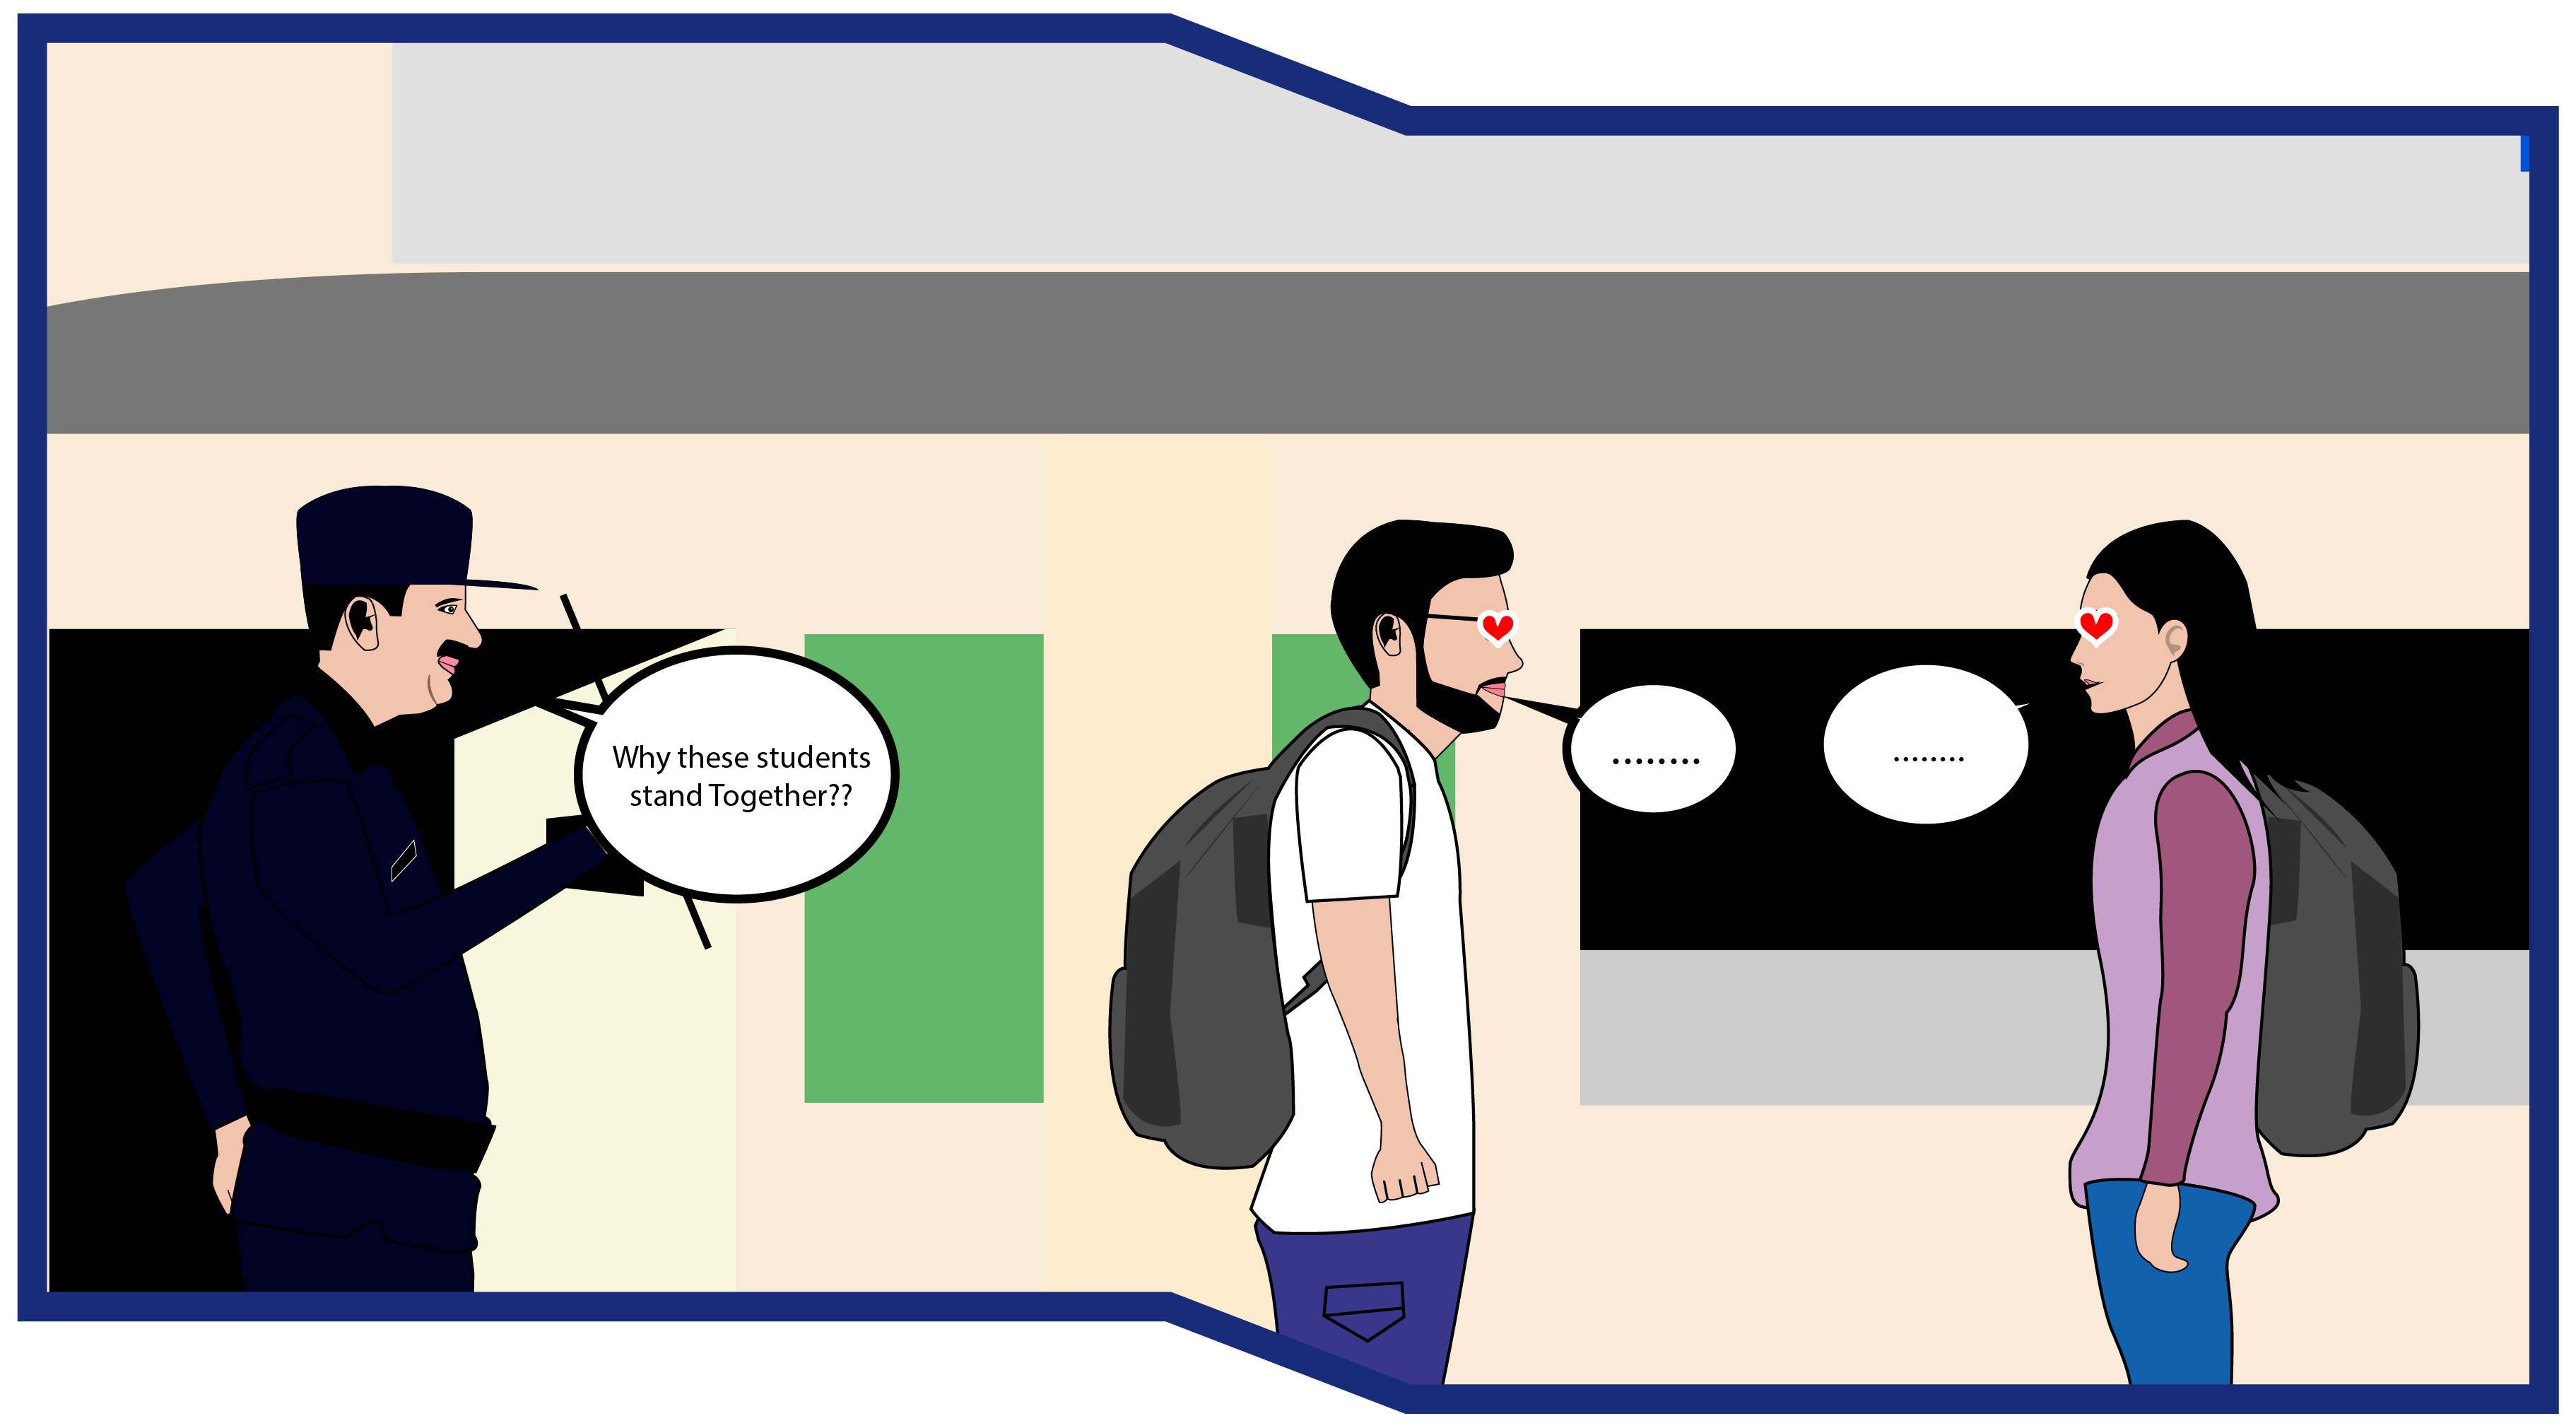 Why these students
stand Together??
........
........